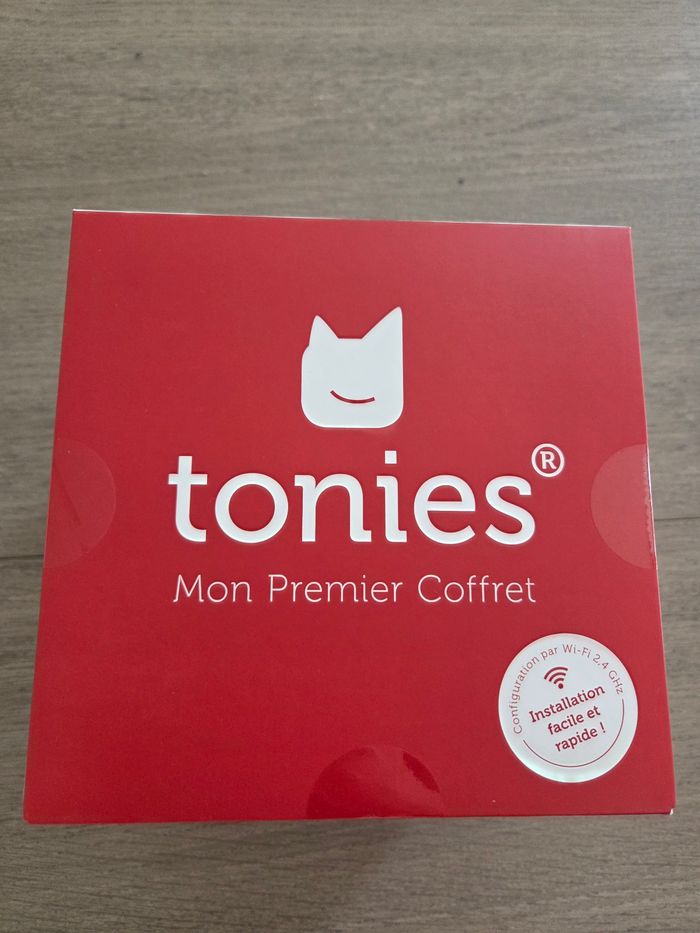 tonies®
Mon Premier Coffret
Configuration par Wi-Fi 2,4 GHz
Installation
facile et
rapide !